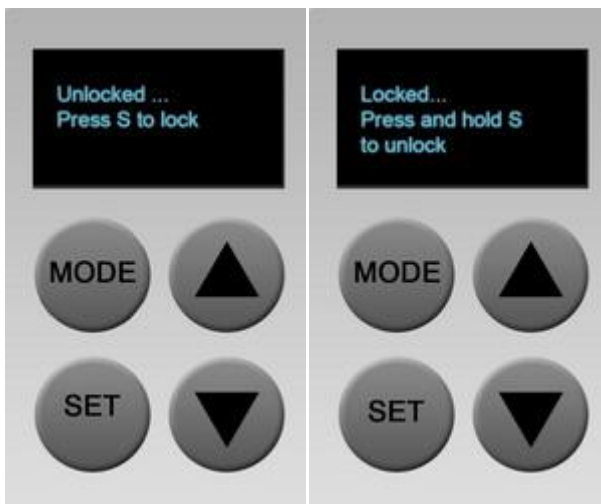 Unlocked ...
Press S to lock
MODE
SET
Locked...
Press and hold S
to unlock
MODE
SET